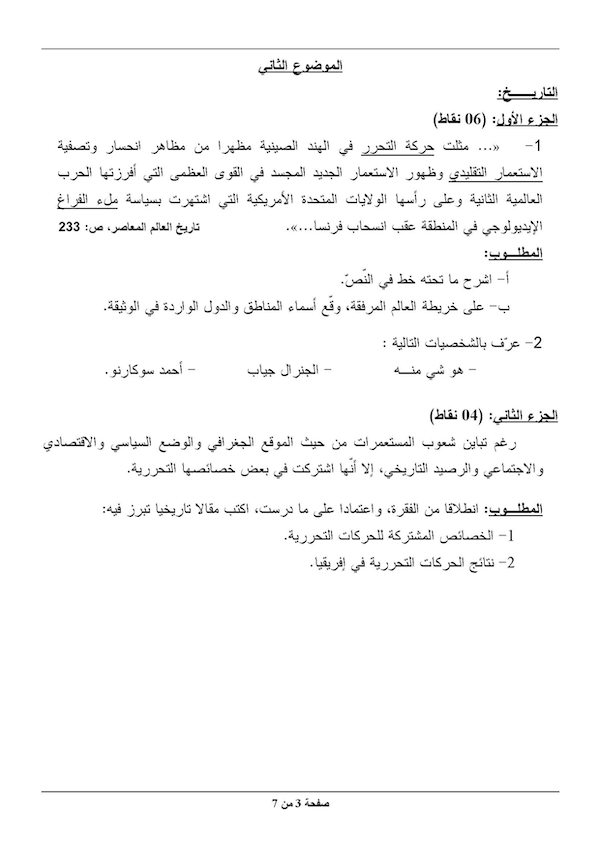 الموضوع الثاني
التاريـــــخ:
الجزء الأول: (06 نقاط)
1- «... مثلت حركة التحرر في الهند الصينية مظهرا من مظاهر انحسار وتصفية
الاستعمار التقليدي وظهور الاستعمار الجديد المجسد في القوى العظمى التي أفرزتها الحرب
العالمية الثانية وعلى رأسها الولايات المتحدة الأمريكية التي اشتهرت بسياسة ملء الفراغ
الإيديولوجي في المنطقة عقب انسحاب فرنسا...». تاريخ العالم المعاصر، ص: 233
المطلـــوب:
أ- اشرح ما تحته خط في النّصّ.
ب- على خريطة العالم المرفقة، وقّع أسماء المناطق والدول الواردة في الوثيقة.
2- عرّف بالشخصيات التالية :
- هو شي منـــه - الجنرال جياب - أحمد سوكارنو.
الجزء الثاني: (04 نقاط)
رغم تباين شعوب المستعمرات من حيث الموقع الجغرافي والوضع السياسي والاقتصادي
والاجتماعي والرصيد التاريخي، إلا أنّها اشتركت في بعض خصائصها التحررية.
المطلـــوب: انطلاقا من الفقرة، واعتمادا على ما درست، اكتب مقالا تاريخيا تبرز فيه:
1- الخصائص المشتركة للحركات التحررية.
2- نتائج الحركات التحررية في إفريقيا.
صفحة 3 من 7